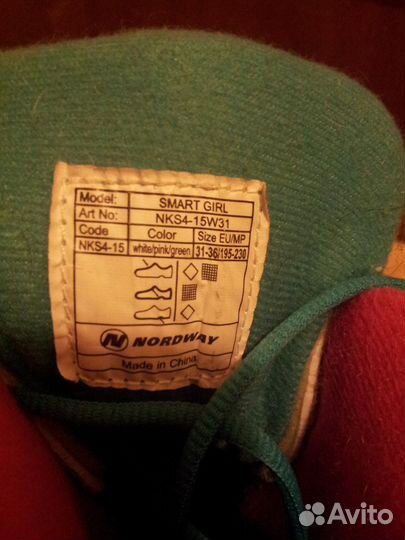 Model: SMART GIRL
Art No: NKS4-15W31
Code Color Size EU/MP
NKS4-15 white/pink/green 31-36/195-230
N NORDWAY
Made in China
Avito